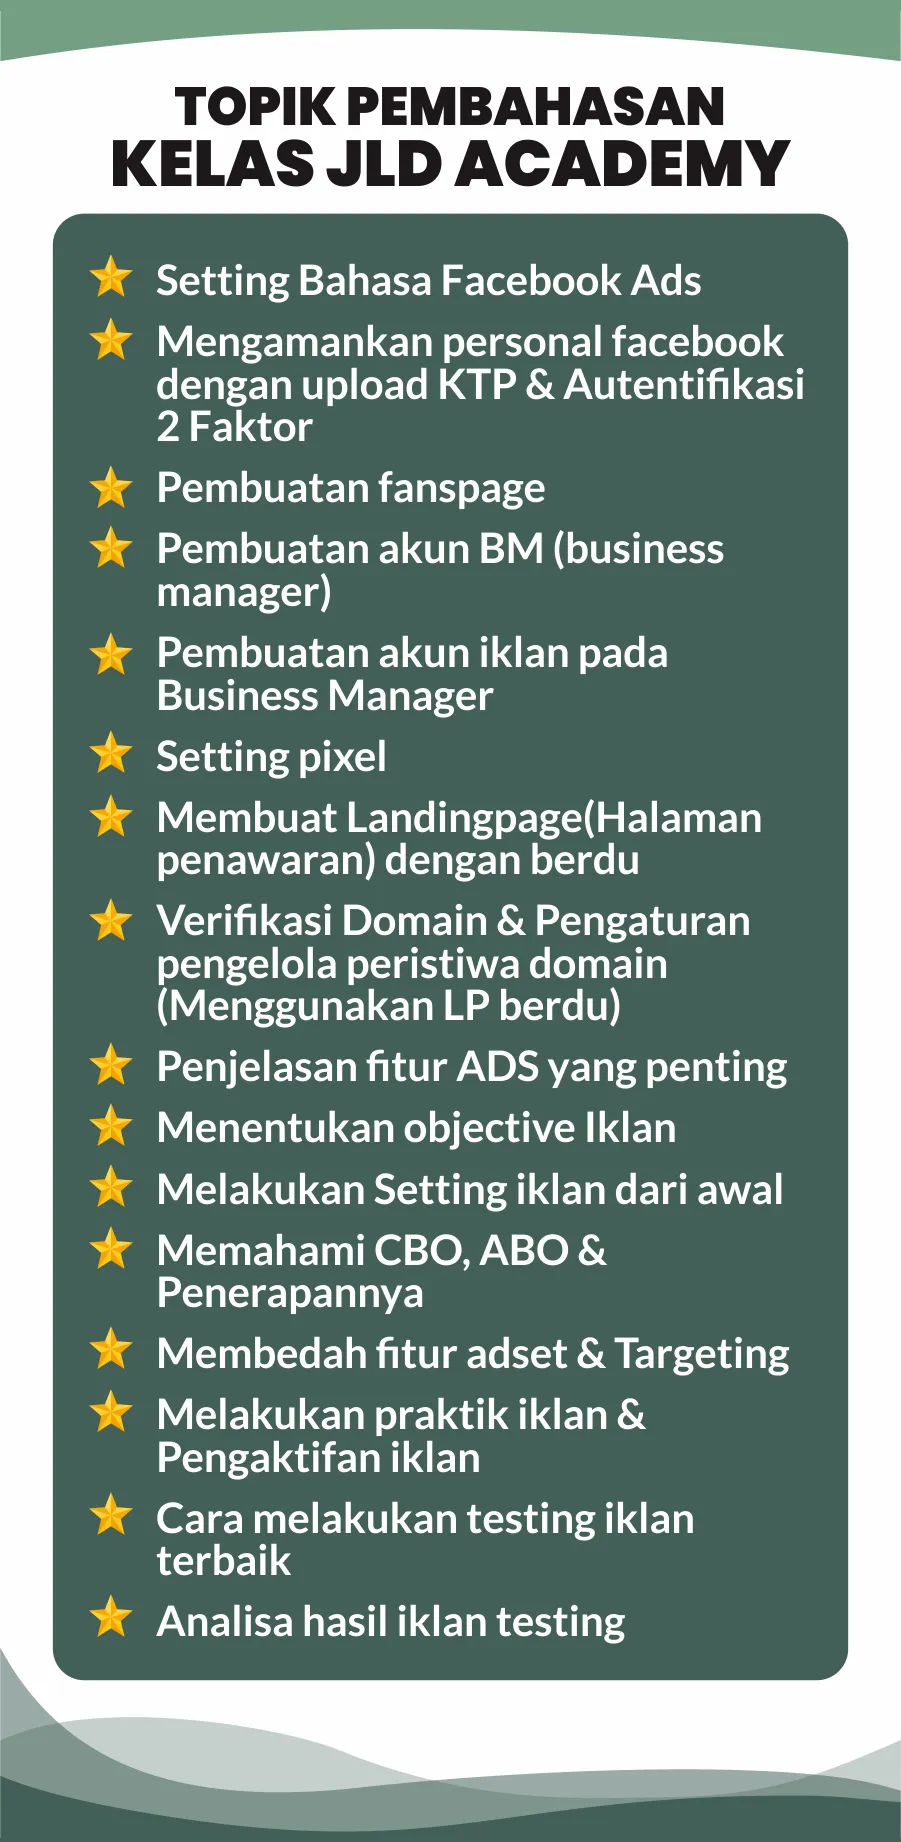 TOPIK PEMBAHASAN
KELAS JLD ACADEMY
Setting Bahasa Facebook Ads
Mengamankan personal facebook
dengan upload KTP & Autentifikasi
2 Faktor
Pembuatan fanspage
Pembuatan akun BM (business
manager)
Pembuatan akun iklan pada
Business Manager
Setting pixel
Membuat Landingpage(Halaman
penawaran) dengan berdu
Verifikasi Domain & Pengaturan
pengelola peristiwa domain
(Menggunakan LP berdu)
Penjelasan fitur ADS yang penting
Menentukan objective Iklan
Melakukan Setting iklan dari awal
Memahami CBO, ABO &
Penerapannya
Membedah fitur adset & Targeting
Melakukan praktik iklan &
Pengaktifan iklan
Cara melakukan testing iklan
terbaik
Analisa hasil iklan testing